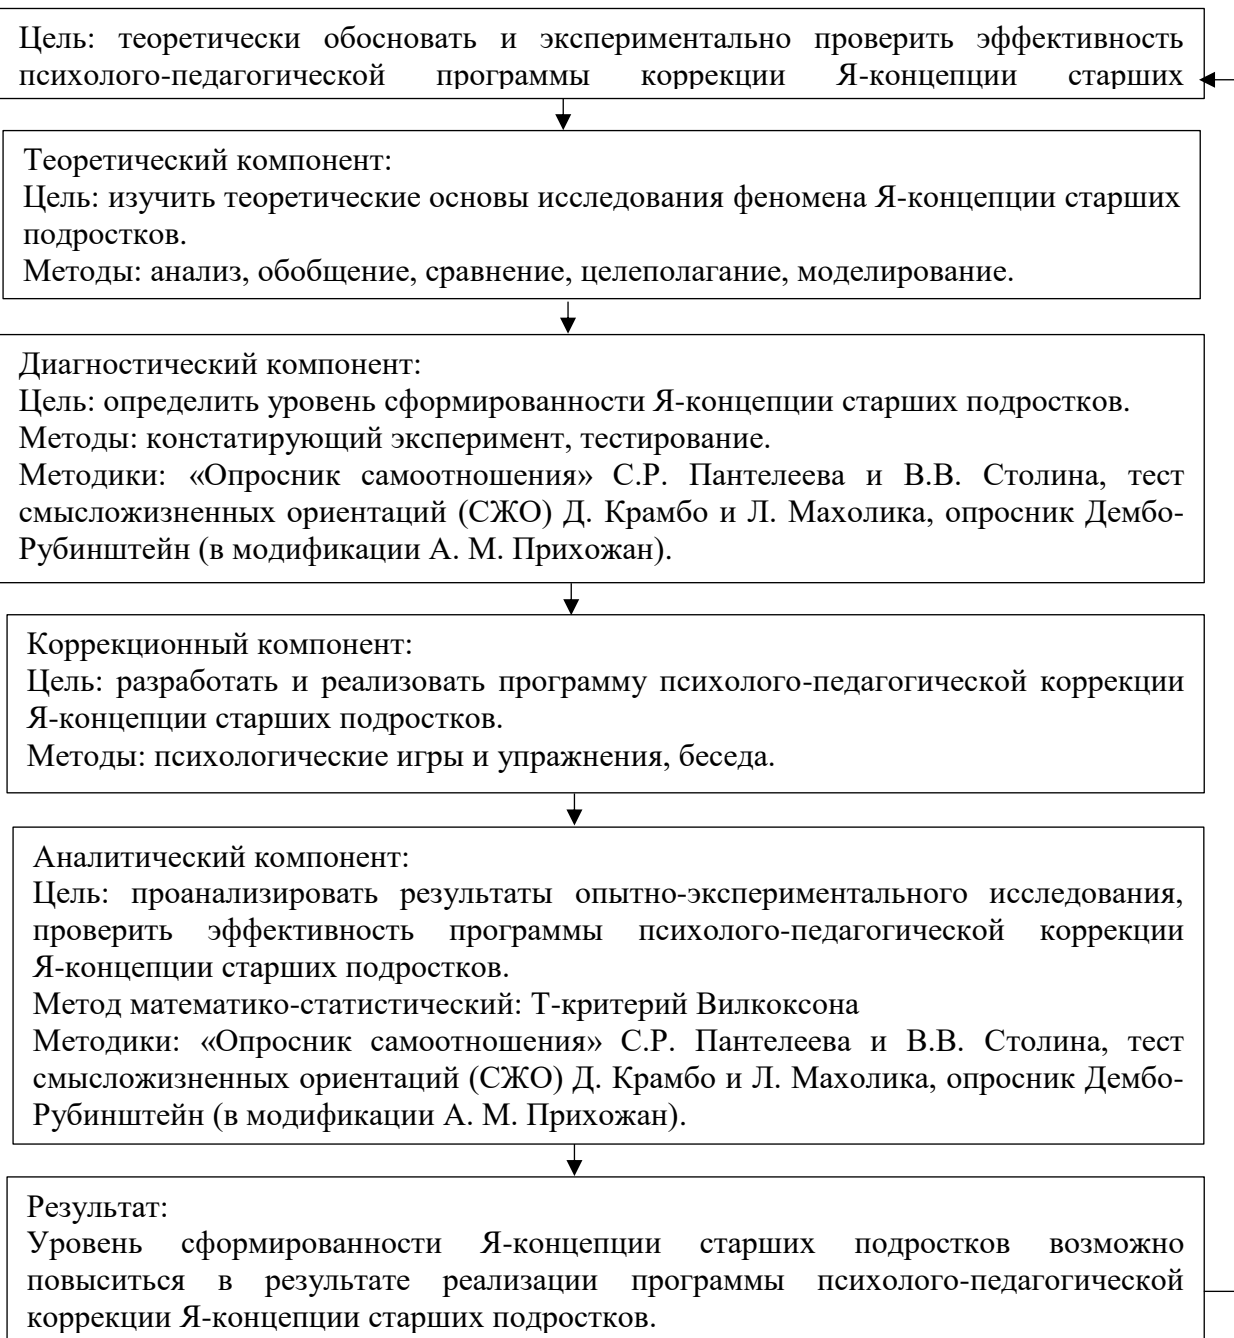 Цель: теоретически обосновать и экспериментально проверить эффективность
психолого-педагогической программы коррекции Я-концепции старших
Теоретический компонент:
Цель: изучить теоретические основы исследования феномена Я-концепции старших
подростков.
Методы: анализ, обобщение, сравнение, целеполагание, моделирование.
Диагностический компонент:
Цель: определить уровень сформированности Я-концепции старших подростков.
Методы: констатирующий эксперимент, тестирование.
Методики: «Опросник самоотношения» С.Р. Пантелеева и В.В. Столина, тест
смысложизненных ориентаций (СЖО) Д. Крамбо и Л. Махолика, опросник Дембо-
Рубинштейн (в модификации А. М. Прихожан).
Коррекционный компонент:
Цель: разработать и реализовать программу психолого-педагогической коррекции
Я-концепции старших подростков.
Методы: психологические игры и упражнения, беседа.
Аналитический компонент:
Цель: проанализировать результаты опытно-экспериментального исследования,
проверить эффективность программы психолого-педагогической коррекции
Я-концепции старших подростков.
Метод математико-статистический: Т-критерий Вилкоксона
Методики: «Опросник самоотношения» С.Р. Пантелеева и В.В. Столина, тест
смысложизненных ориентаций (СЖО) Д. Крамбо и Л. Махолика, опросник Дембо-
Рубинштейн (в модификации А. М. Прихожан).
Результат:
Уровень сформированности Я-концепции старших подростков возможно
повыситься в результате реализации программы психолого-педагогической
коррекции Я-концепции старших подростков.